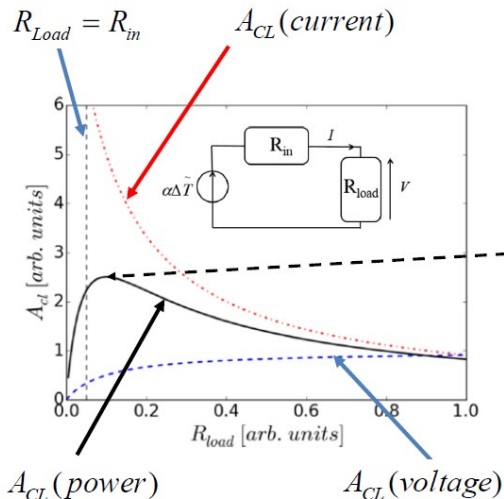 R_Load = R_in
A_CL(current)
6
5
4
3
2
1
0
A_cl [arb. units]
R_in
I
αΔT̃
R_load
V
0.0 0.2 0.4 0.6 0.8 1.0
R_load [arb. units]
A_CL(power)
A_CL(voltage)